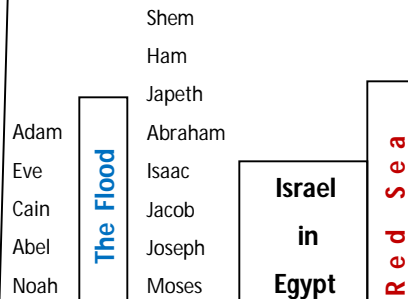 Adam
Eve
Cain
Abel
Noah
The Flood
Shem
Ham
Japeth
Abraham
Isaac
Jacob
Joseph
Moses
Israel
in
Egypt
Red Sea